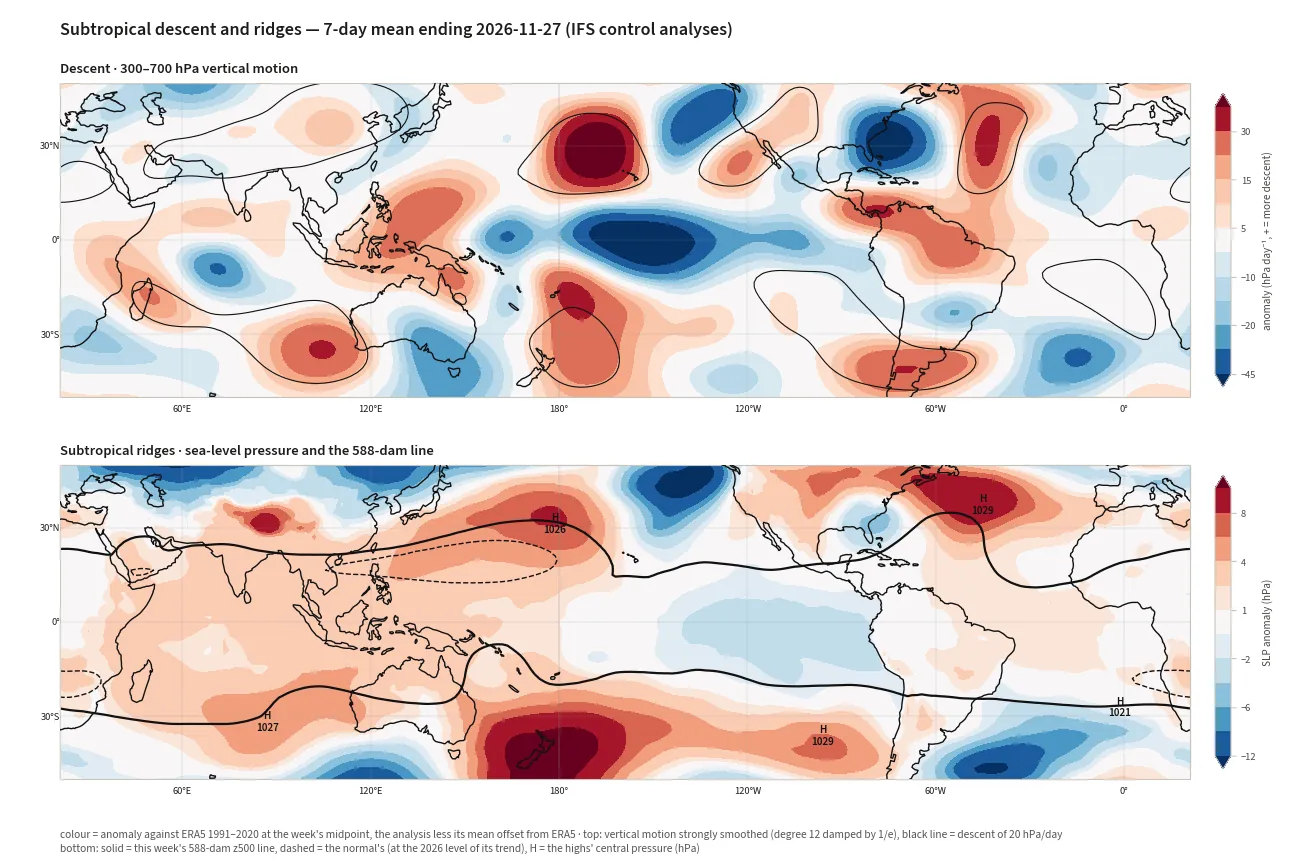 Subtropical descent and ridges — 7-day mean ending 2026-11-27 (IFS control analyses)
Descent · 300–700 hPa vertical motion
30°N
0°
30°S
60°E
120°E
180°
120°W
60°W
0°
30
15
5
−10
−20
−45
anomaly (hPa day⁻¹, + = more descent)
Subtropical ridges · sea-level pressure and the 588-dam line
30°N
0°
30°S
H
1026
H
1029
H
1027
H
1029
H
1021
60°E
120°E
180°
120°W
60°W
0°
8
4
1
−2
−6
−12
SLP anomaly (hPa)
colour = anomaly against ERA5 1991–2020 at the week's midpoint, the analysis less its mean offset from ERA5 · top: vertical motion strongly smoothed (degree 12 damped by 1/e), black line = descent of 20 hPa/day
bottom: solid = this week's 588-dam z500 line, dashed = the normal's (at the 2026 level of its trend), H = the highs' central pressure (hPa)